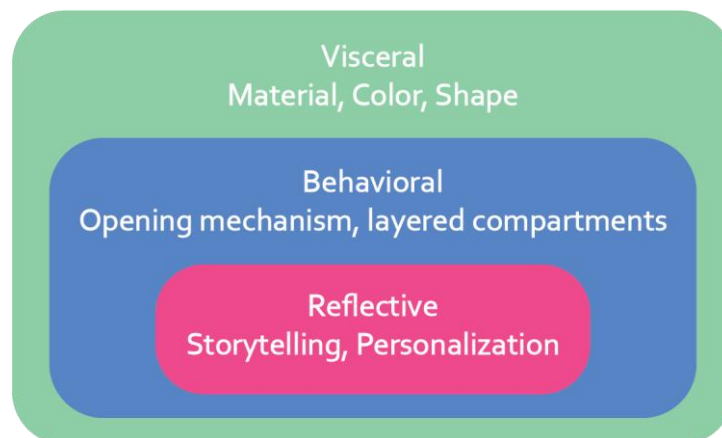 Visceral
Material, Color, Shape
Behavioral
Opening mechanism, layered compartments
Reflective
Storytelling, Personalization